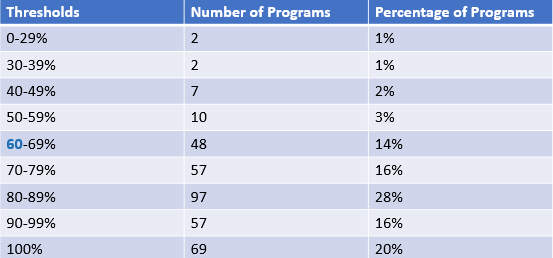 Thresholds Number of Programs Percentage of Programs
0-29% 2 1%
30-39% 2 1%
40-49% 7 2%
50-59% 10 3%
60-69% 48 14%
70-79% 57 16%
80-89% 97 28%
90-99% 57 16%
100% 69 20%